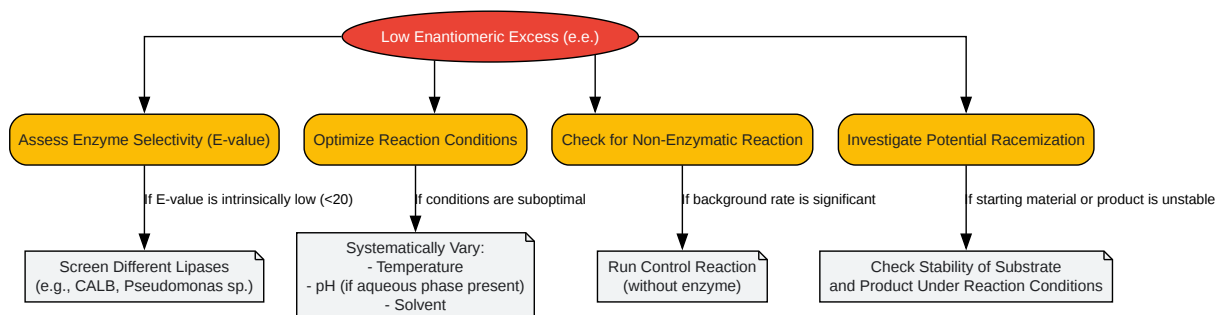 Low Enantiomeric Excess (e.e.)
Assess Enzyme Selectivity (E-value)
Optimize Reaction Conditions
Check for Non-Enzymatic Reaction
Investigate Potential Racemization
If E-value is intrinsically low (<20)
If conditions are suboptimal
If background rate is significant
If starting material or product is unstable
Screen Different Lipases
(e.g., CALB, Pseudomonas sp.)
Systematically Vary:
- Temperature
- pH (if aqueous phase present)
- Solvent
Run Control Reaction
(without enzyme)
Check Stability of Substrate
and Product Under Reaction Conditions